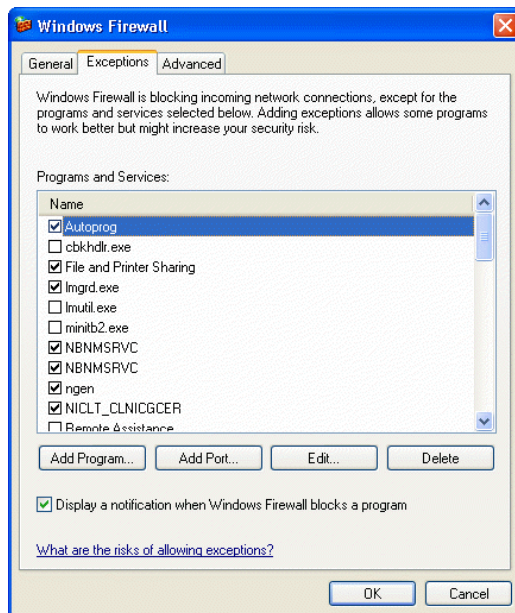 Windows Firewall
General Exceptions Advanced
Windows Firewall is blocking incoming network connections, except for the
programs and services selected below. Adding exceptions allows some programs
to work better but might increase your security risk.
Programs and Services:
Name
Autoprog
cbkhdlr.exe
File and Printer Sharing
lmgrd.exe
lmutil.exe
minitb2.exe
NBNMSRVC
NBNMSRVC
ngen
NICLT_CLNICGCER
Remote Assistance
Add Program... Add Port... Edit... Delete
Display a notification when Windows Firewall blocks a program
What are the risks of allowing exceptions?
OK Cancel